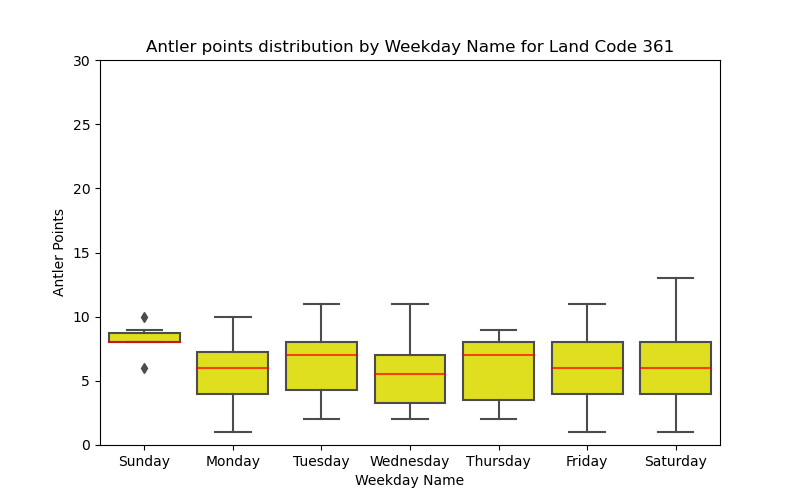 Antler points distribution by Weekday Name for Land Code 361
30
25
20
15
10
5
0
Antler Points
Sunday Monday Tuesday Wednesday Thursday Friday Saturday
Weekday Name